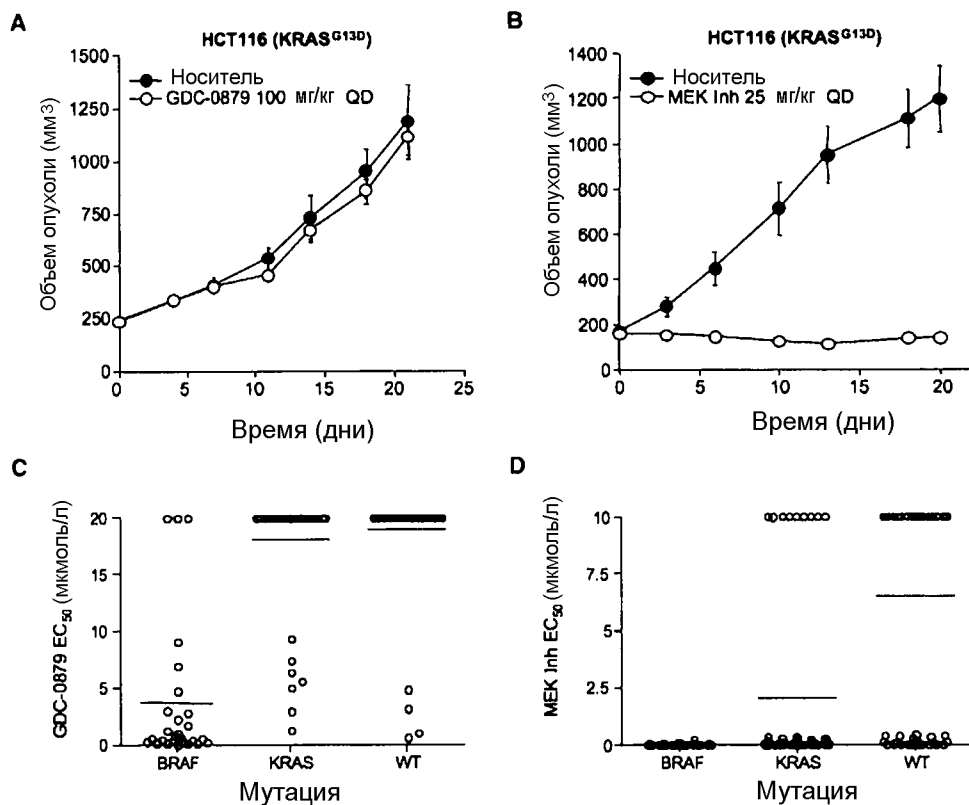 A
HCT116 (KRASG13D)
Носитель
GDC-0879 100 мг/кг QD
Объем опухоли (мм3)
1500
1250
1000
750
500
250
0
0 5 10 15 20 25
Время (дни)
B
HCT116 (KRASG13D)
Носитель
MEK Inh 25 мг/кг QD
Объем опухоли (мм3)
1400
1200
1000
800
600
400
200
0
0 5 10 15 20
Время (дни)
C
GDC-0879 EC50 (мкмоль/л)
20
15
10
5
0
BRAF KRAS WT
Мутация
D
MEK Inh EC50 (мкмоль/л)
10
7.5
5
2.5
0
BRAF KRAS WT
Мутация